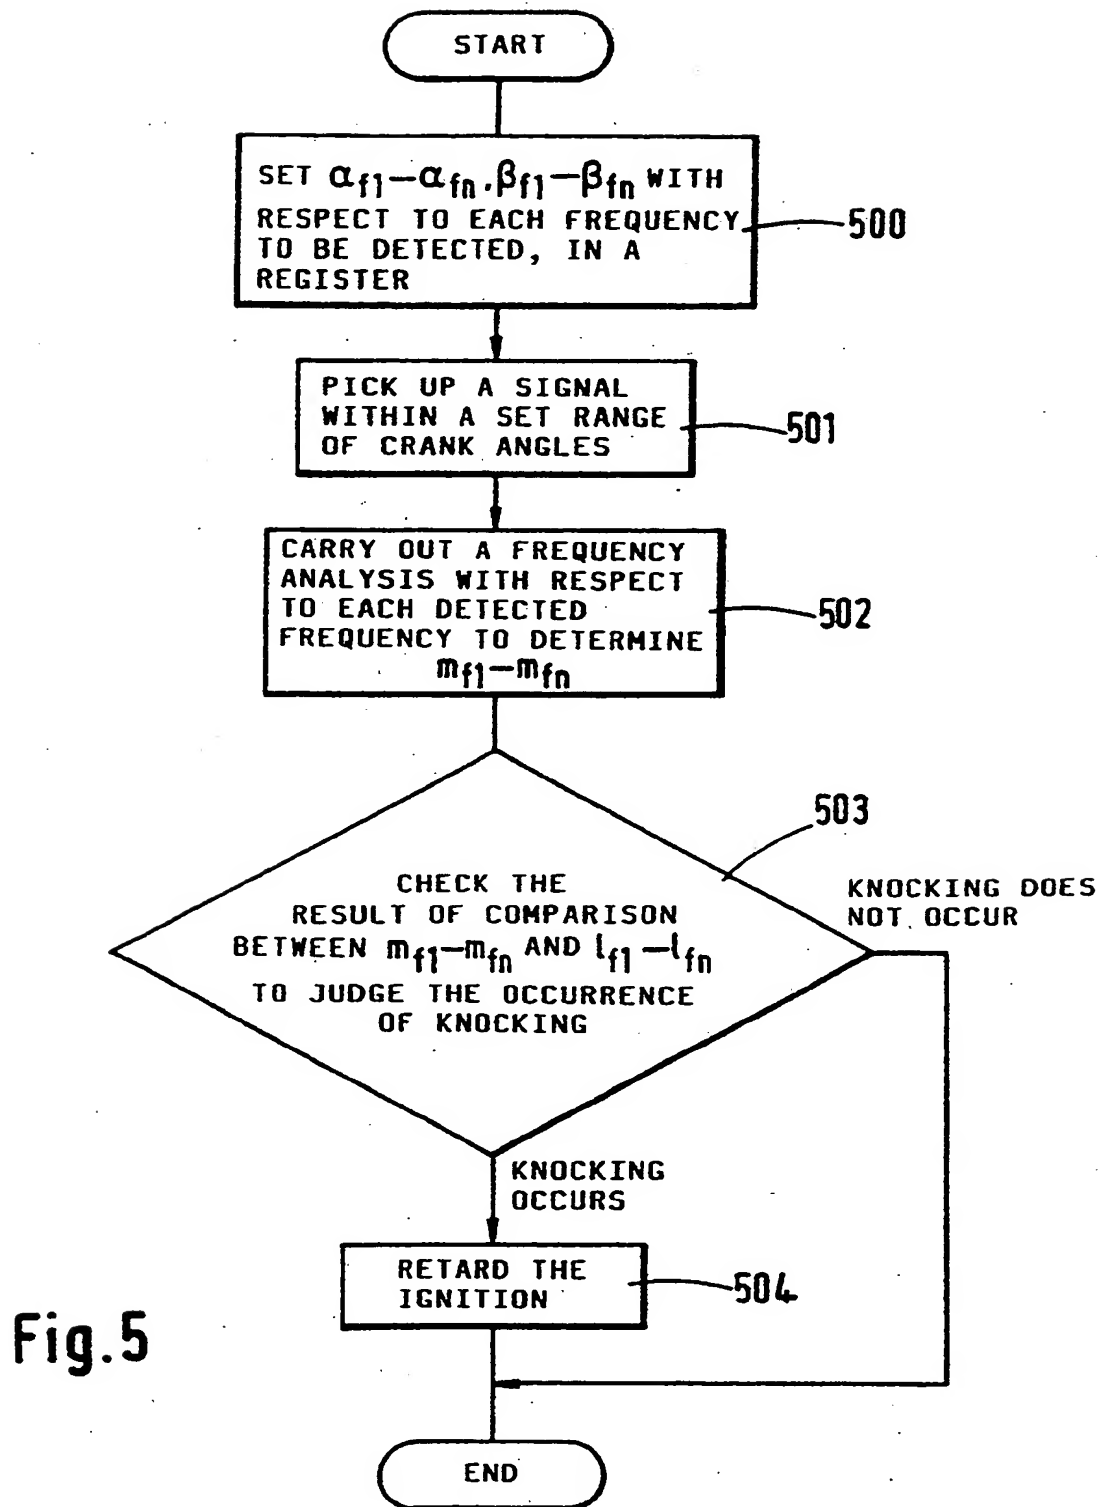 START
SET αf1–αfn, βf1–βfn WITH
RESPECT TO EACH FREQUENCY
TO BE DETECTED, IN A
REGISTER
500
PICK UP A SIGNAL
WITHIN A SET RANGE
OF CRANK ANGLES
501
CARRY OUT A FREQUENCY
ANALYSIS WITH RESPECT
TO EACH DETECTED
FREQUENCY TO DETERMINE
mf1–mfn
502
503
CHECK THE
RESULT OF COMPARISON
BETWEEN mf1–mfn AND lf1–lfn
TO JUDGE THE OCCURRENCE
OF KNOCKING
KNOCKING DOES
NOT OCCUR
KNOCKING
OCCURS
RETARD THE
IGNITION
504
Fig.5
END